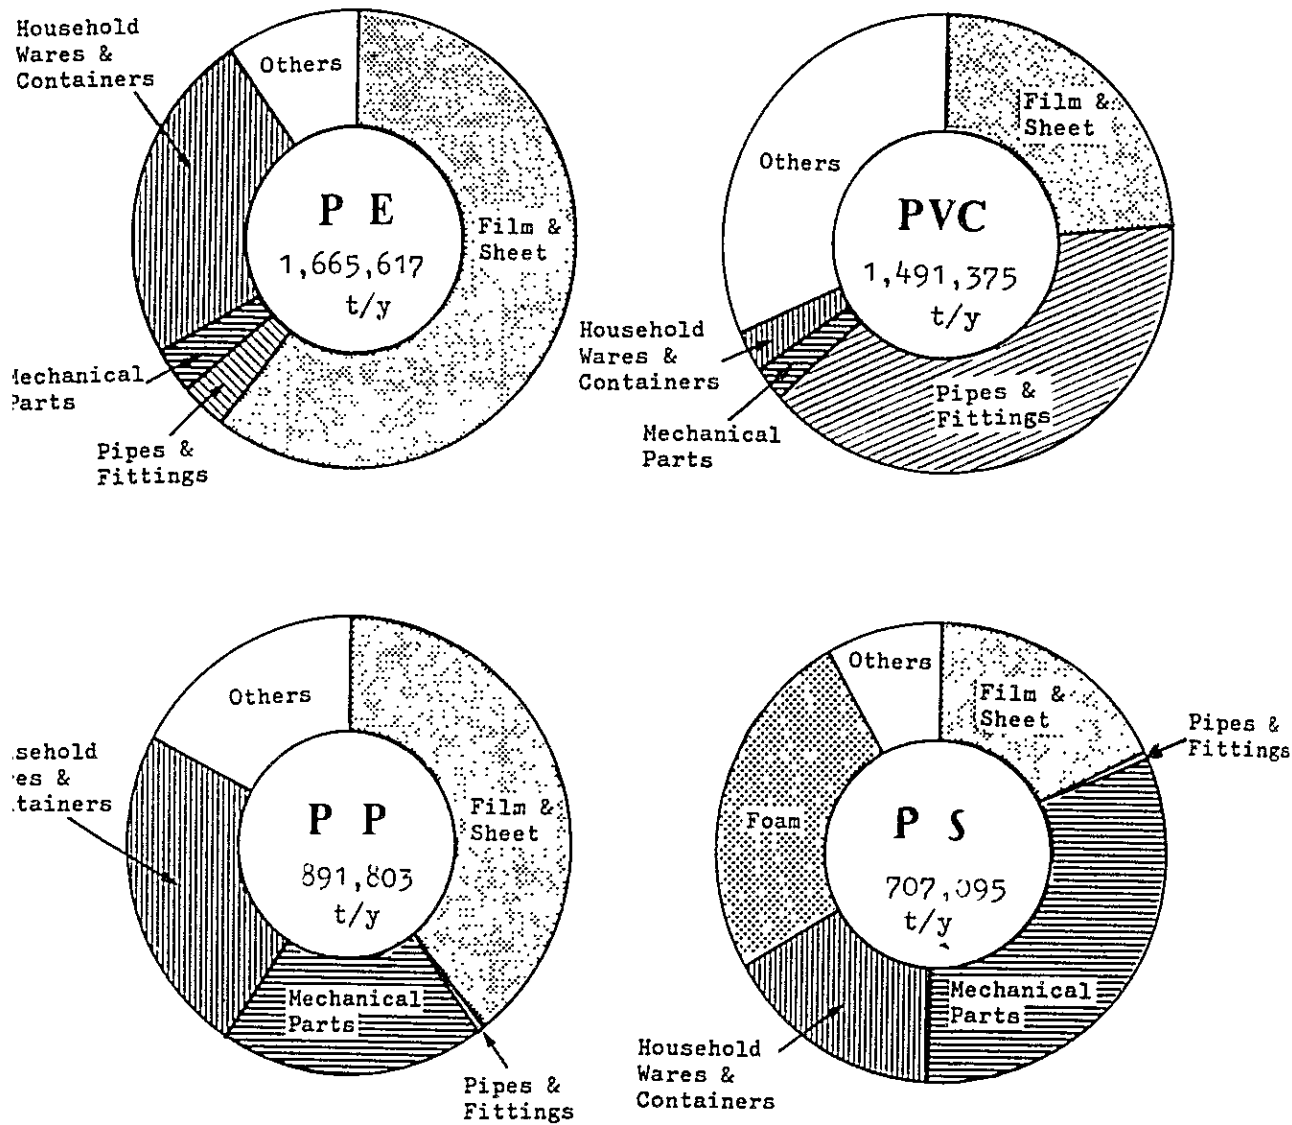 Household
Wares &
Containers
Others
Film &
Sheet
P E
1,665,617
t/y
Parts
Pipes &
Fittings
Film &
Sheet
Others
PVC
1,491,375
t/y
Household
Wares &
Containers
Pipes &
Fittings
Mechanical
Parts
Others
&
Film &
Sheet
P P
891,803
t/y
Mechanical
Parts
Pipes &
Fittings
Others
Film &
Sheet
Pipes &
Fittings
Foam
P S
707,095
t/y
Mechanical
Parts
Household
Wares &
Containers